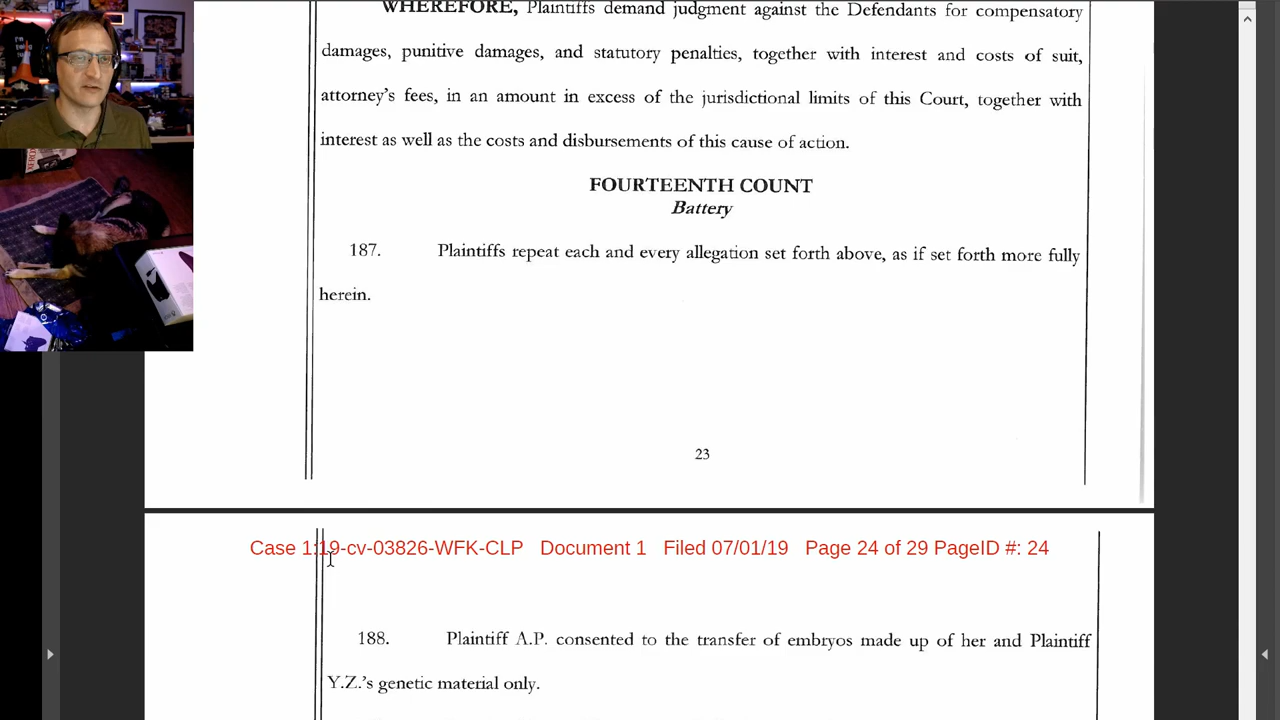 WHEREFORE, Plaintiffs demand judgment against the Defendants for compensatory
damages, punitive damages, and statutory penalties, together with interest and costs of suit,
attorney's fees, in an amount in excess of the jurisdictional limits of this Court, together with
interest as well as the costs and disbursements of this cause of action.
FOURTEENTH COUNT
Battery
187. Plaintiffs repeat each and every allegation set forth above, as if set forth more fully
herein.
23
Case 1:19-cv-03826-WFK-CLP Document 1 Filed 07/01/19 Page 24 of 29 PageID #: 24
188. Plaintiff A.P. consented to the transfer of embryos made up of her and Plaintiff
Y.Z.'s genetic material only.